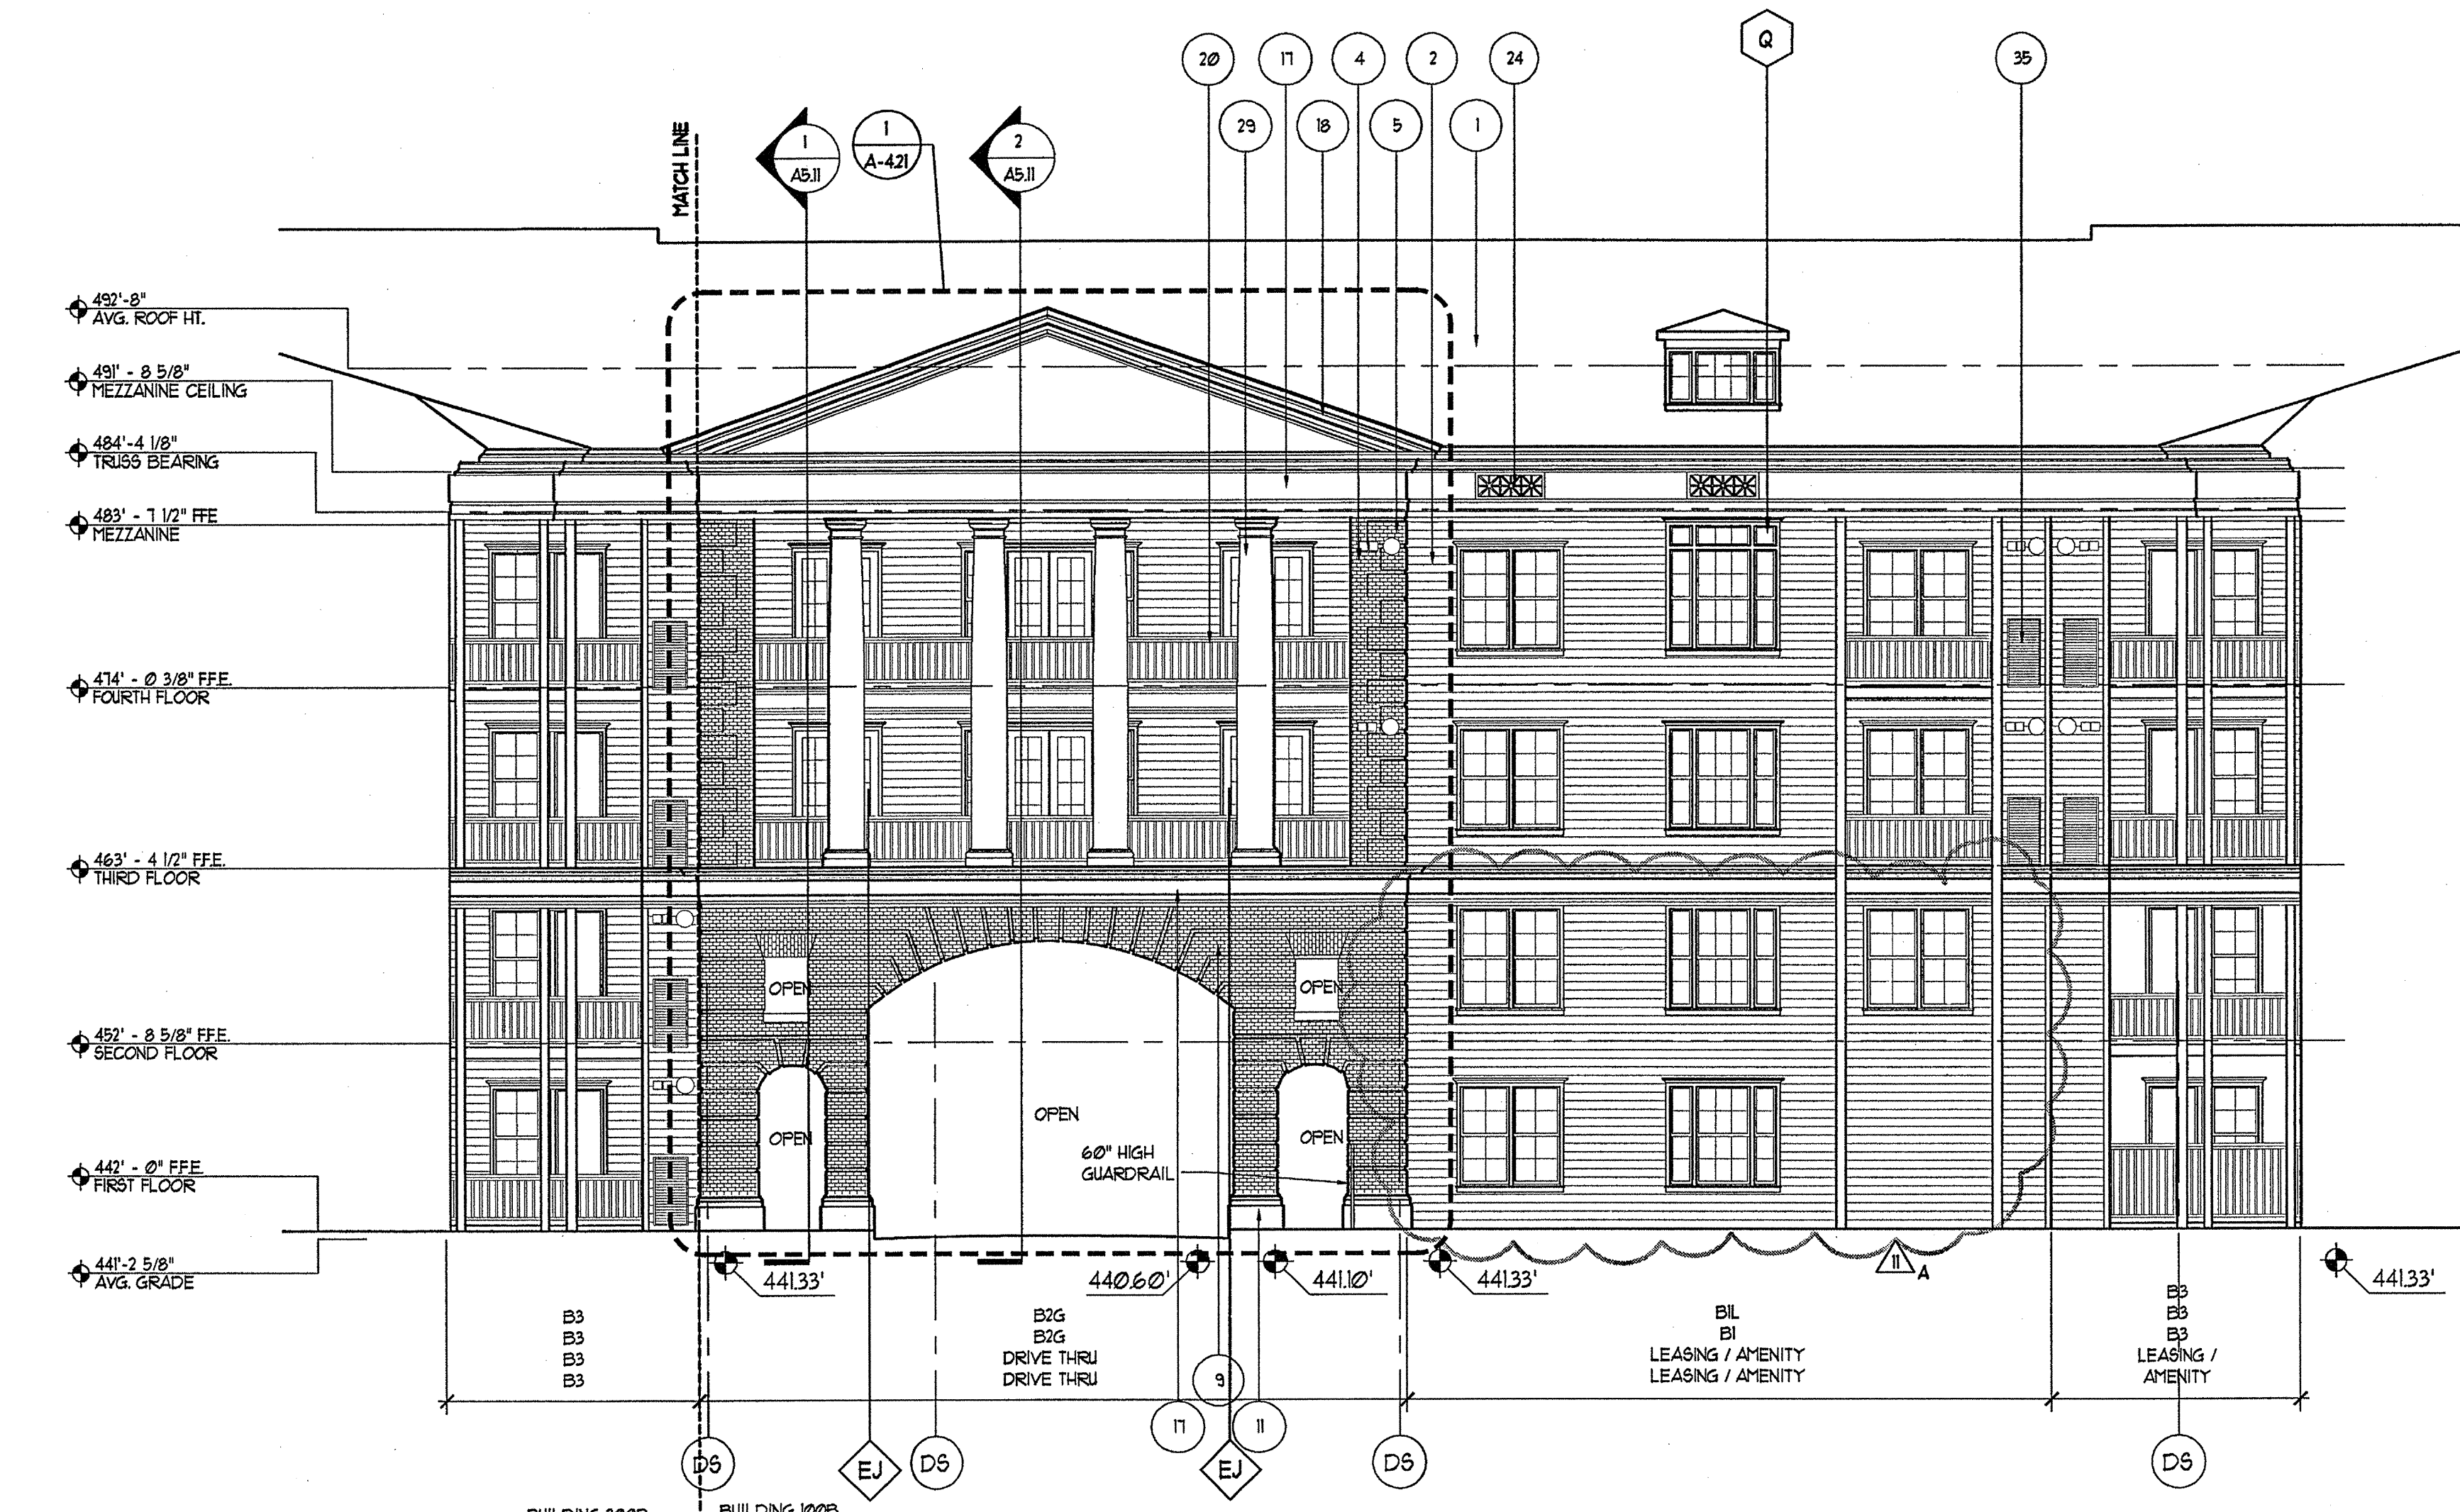 Q
20
17
4
2
24
35
29
18
5
1
MATCH LINE
1
A5.11
1
A-4.21
2
A5.11
492'-8"
AVG. ROOF HT.
491' - 8 5/8"
MEZZANINE CEILING
484'-4 1/8"
TRUSS BEARING
483' - 7 1/2" FFE
MEZZANINE
474' - 0 3/8" F.F.E.
FOURTH FLOOR
463' - 4 1/2" F.F.E.
THIRD FLOOR
452' - 8 5/8" F.F.E.
SECOND FLOOR
442' - 0" F.F.E.
FIRST FLOOR
441'-2 5/8"
AVG. GRADE
OPEN
OPEN
OPEN
OPEN
OPEN
60" HIGH
GUARDRAIL
441.33'
440.60'
441.10'
441.33'
11
A
441.33'
B3
B3
B3
B3
B2G
B2G
DRIVE THRU
DRIVE THRU
B1L
B1
LEASING / AMENITY
LEASING / AMENITY
B3
B3
B3
LEASING /
AMENITY
9
17
11
DS
EJ
DS
EJ
DS
DS
BUILDING 100B